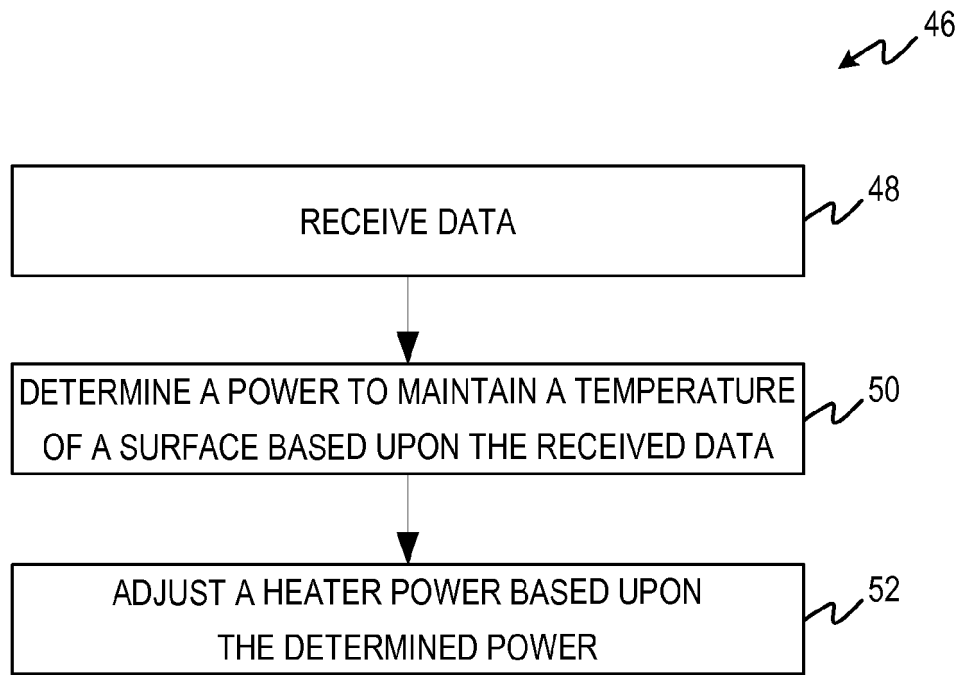 46
RECEIVE DATA
48
DETERMINE A POWER TO MAINTAIN A TEMPERATURE
OF A SURFACE BASED UPON THE RECEIVED DATA
50
ADJUST A HEATER POWER BASED UPON
THE DETERMINED POWER
52